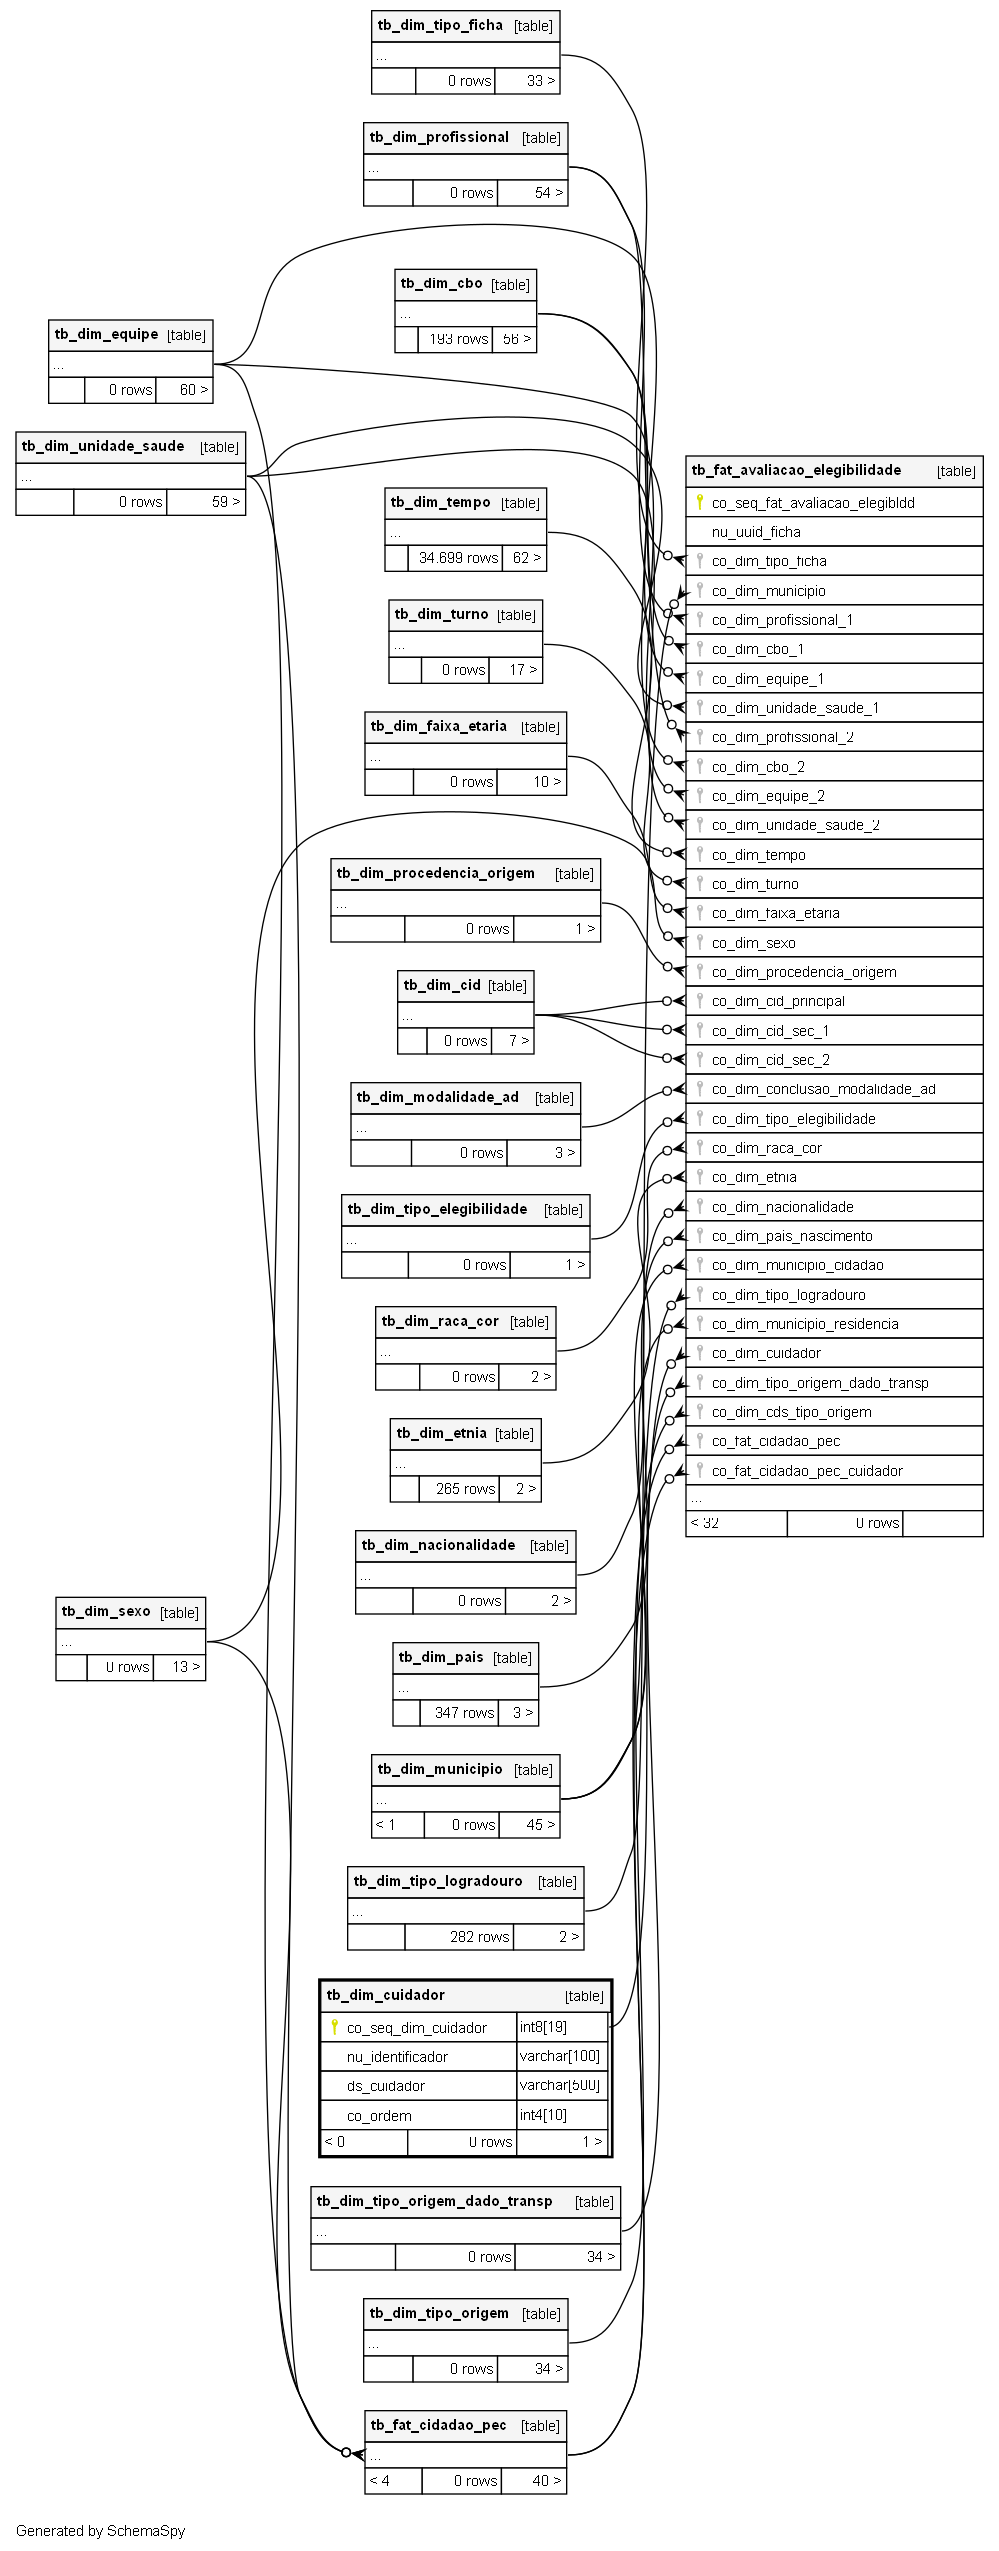 tb_dim_tipo_ficha [table]
...
0 rows 33 >
tb_dim_profissional [table]
...
0 rows 54 >
tb_dim_cbo [table]
...
193 rows 56 >
tb_dim_equipe [table]
...
0 rows 60 >
tb_dim_unidade_saude [table]
...
0 rows 59 >
tb_dim_tempo [table]
...
34.699 rows 62 >
tb_dim_turno [table]
...
0 rows 17 >
tb_dim_faixa_etaria [table]
...
0 rows 10 >
tb_dim_procedencia_origem [table]
...
0 rows 1 >
tb_dim_cid [table]
...
0 rows 7 >
tb_dim_modalidade_ad [table]
...
0 rows 3 >
tb_dim_tipo_elegibilidade [table]
...
0 rows 1 >
tb_dim_raca_cor [table]
...
0 rows 2 >
tb_dim_etnia [table]
...
265 rows 2 >
tb_dim_nacionalidade [table]
...
0 rows 2 >
tb_dim_sexo [table]
...
0 rows 13 >
tb_dim_pais [table]
...
347 rows 3 >
tb_dim_municipio [table]
...
< 1 0 rows 45 >
tb_dim_tipo_logradouro [table]
...
282 rows 2 >
tb_dim_cuidador [table]
co_seq_dim_cuidador int8[19]
nu_identificador varchar[100]
ds_cuidador varchar[500]
co_ordem int4[10]
< 0 0 rows 1 >
tb_dim_tipo_origem_dado_transp [table]
...
0 rows 34 >
tb_dim_tipo_origem [table]
...
0 rows 34 >
tb_fat_cidadao_pec [table]
...
< 4 0 rows 40 >
tb_fat_avaliacao_elegibilidade [table]
co_seq_fat_avaliacao_elegibldd
nu_uuid_ficha
co_dim_tipo_ficha
co_dim_municipio
co_dim_profissional_1
co_dim_cbo_1
co_dim_equipe_1
co_dim_unidade_saude_1
co_dim_profissional_2
co_dim_cbo_2
co_dim_equipe_2
co_dim_unidade_saude_2
co_dim_tempo
co_dim_turno
co_dim_faixa_etaria
co_dim_sexo
co_dim_procedencia_origem
co_dim_cid_principal
co_dim_cid_sec_1
co_dim_cid_sec_2
co_dim_conclusao_modalidade_ad
co_dim_tipo_elegibilidade
co_dim_raca_cor
co_dim_etnia
co_dim_nacionalidade
co_dim_pais_nascimento
co_dim_municipio_cidadao
co_dim_tipo_logradouro
co_dim_municipio_residencia
co_dim_cuidador
co_dim_tipo_origem_dado_transp
co_dim_cds_tipo_origem
co_fat_cidadao_pec
co_fat_cidadao_pec_cuidador
...
< 32 0 rows
Generated by SchemaSpy